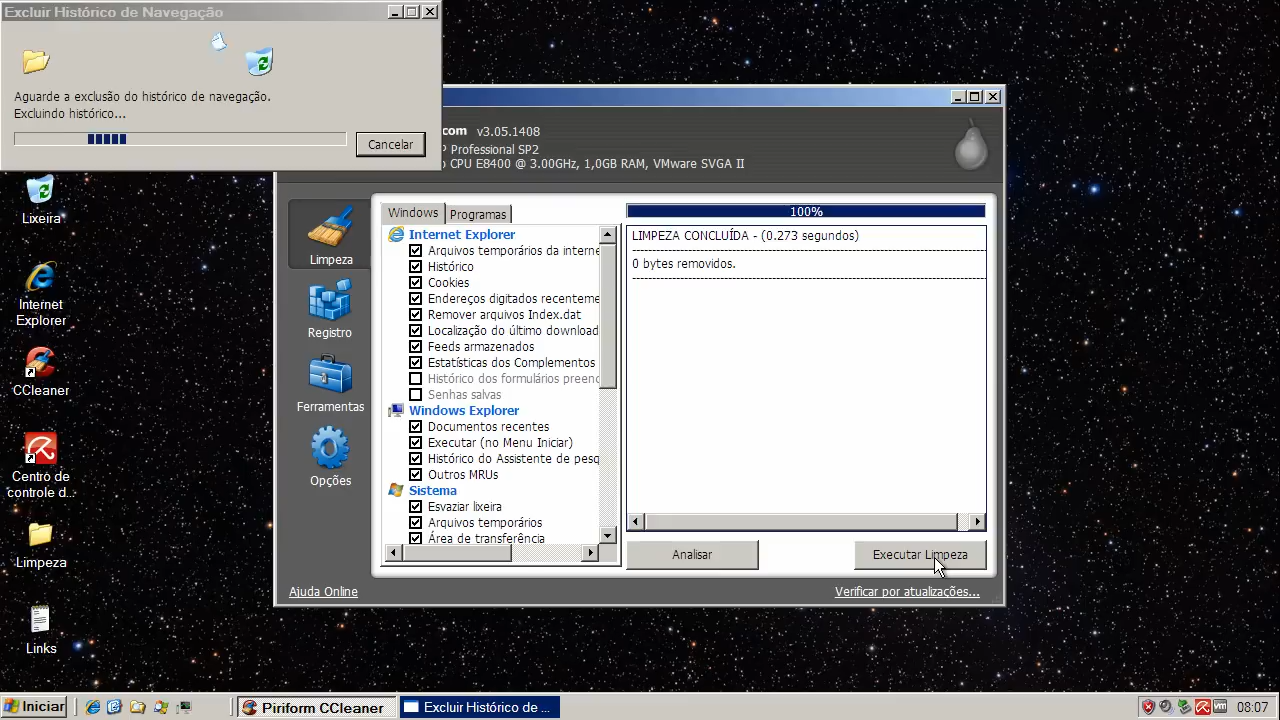 Excluir Histórico de Navegação
Aguarde a exclusão do histórico de navegação.
Excluindo histórico...
Cancelar
com v3.05.1408
P Professional SP2
CPU E8400 @ 3.00GHz, 1,0GB RAM, VMware SVGA II
Lixeira
Internet
Explorer
CCleaner
Centro de
controle d...
Limpeza
Links
Limpeza
Registro
Ferramentas
Opções
Windows
Programas
Internet Explorer
Arquivos temporários da interne
Histórico
Cookies
Endereços digitados recenteme
Remover arquivos Index.dat
Localização do último download
Feeds armazenados
Estatísticas dos Complementos
Histórico dos formulários preenc
Senhas salvas
Windows Explorer
Documentos recentes
Executar (no Menu Iniciar)
Histórico do Assistente de pesq
Outros MRUs
Sistema
Esvaziar lixeira
Arquivos temporários
Área de transferência
100%
LIMPEZA CONCLUÍDA - (0.273 segundos)
0 bytes removidos.
Analisar
Executar Limpeza
Ajuda Online
Verificar por atualizações...
Iniciar
Piriform CCleaner
Excluir Histórico de ...
08:07